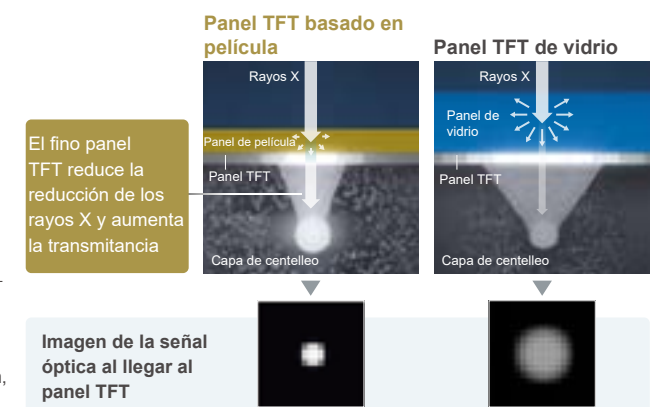 Panel TFT basado en
película
Panel TFT de vidrio
Rayos X
Rayos X
Panel de
vidrio
El fino panel
TFT reduce la
reducción de los
rayos X y aumenta
la transmitancia
Panel de película
Panel TFT
Panel TFT
Capa de centelleo
Capa de centelleo
Imagen de la señal
óptica al llegar al
panel TFT